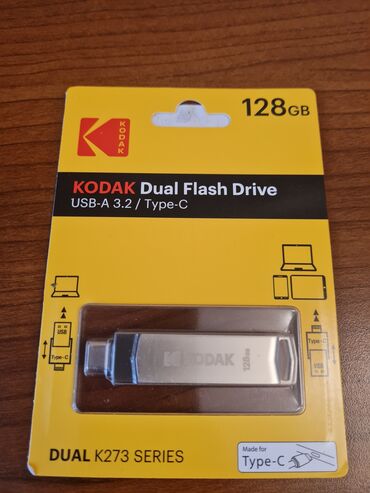 128GB
KODAK
KODAK Dual Flash Drive
USB-A 3.2 / Type-C
USB
Type-C
KODAK 128GB
Type-C
USB
DUAL K273 SERIES
Made for
Type-C